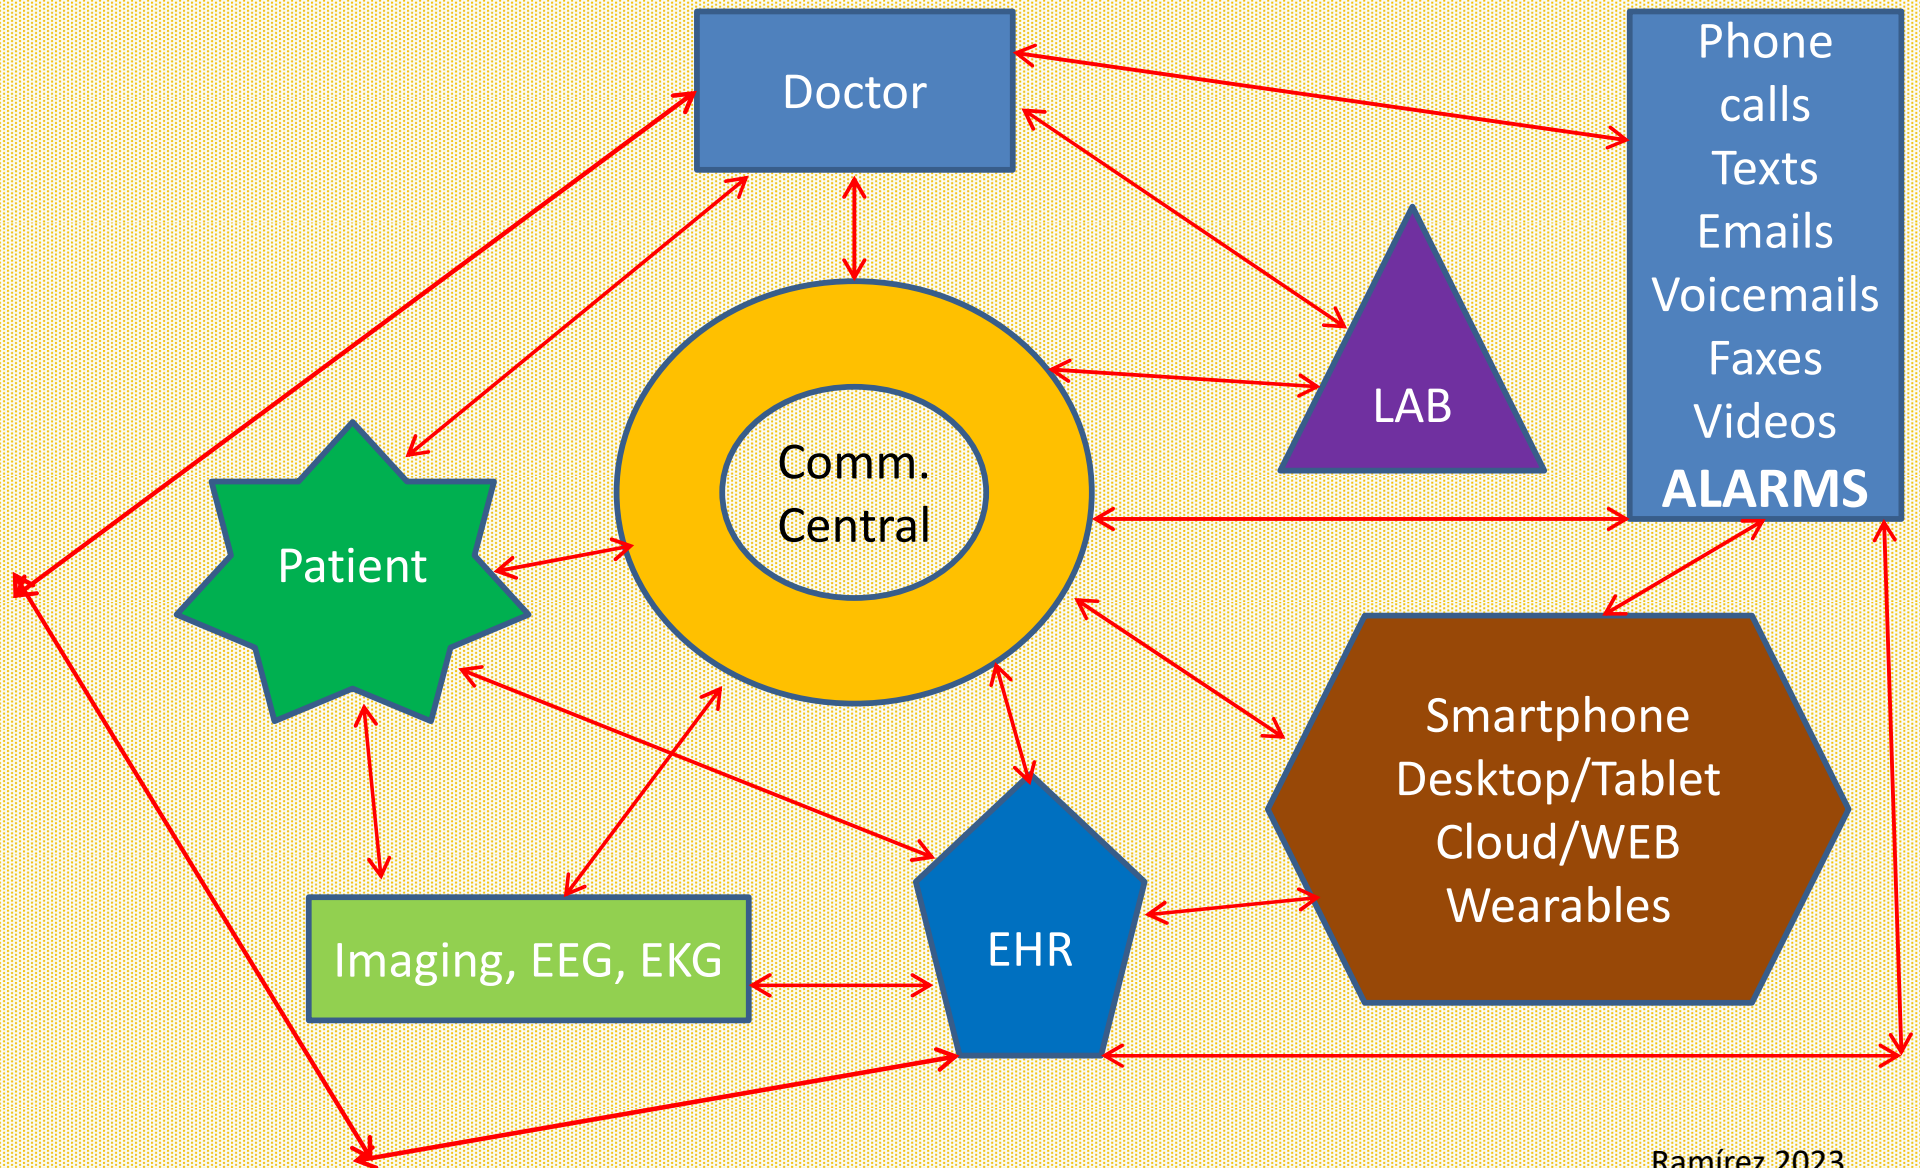 Doctor
Phone
calls
Texts
Emails
Voicemails
Faxes
Videos
ALARMS
LAB
Comm.
Central
Patient
Smartphone
Desktop/Tablet
Cloud/WEB
Wearables
Imaging, EEG, EKG
EHR
Ramírez 2023